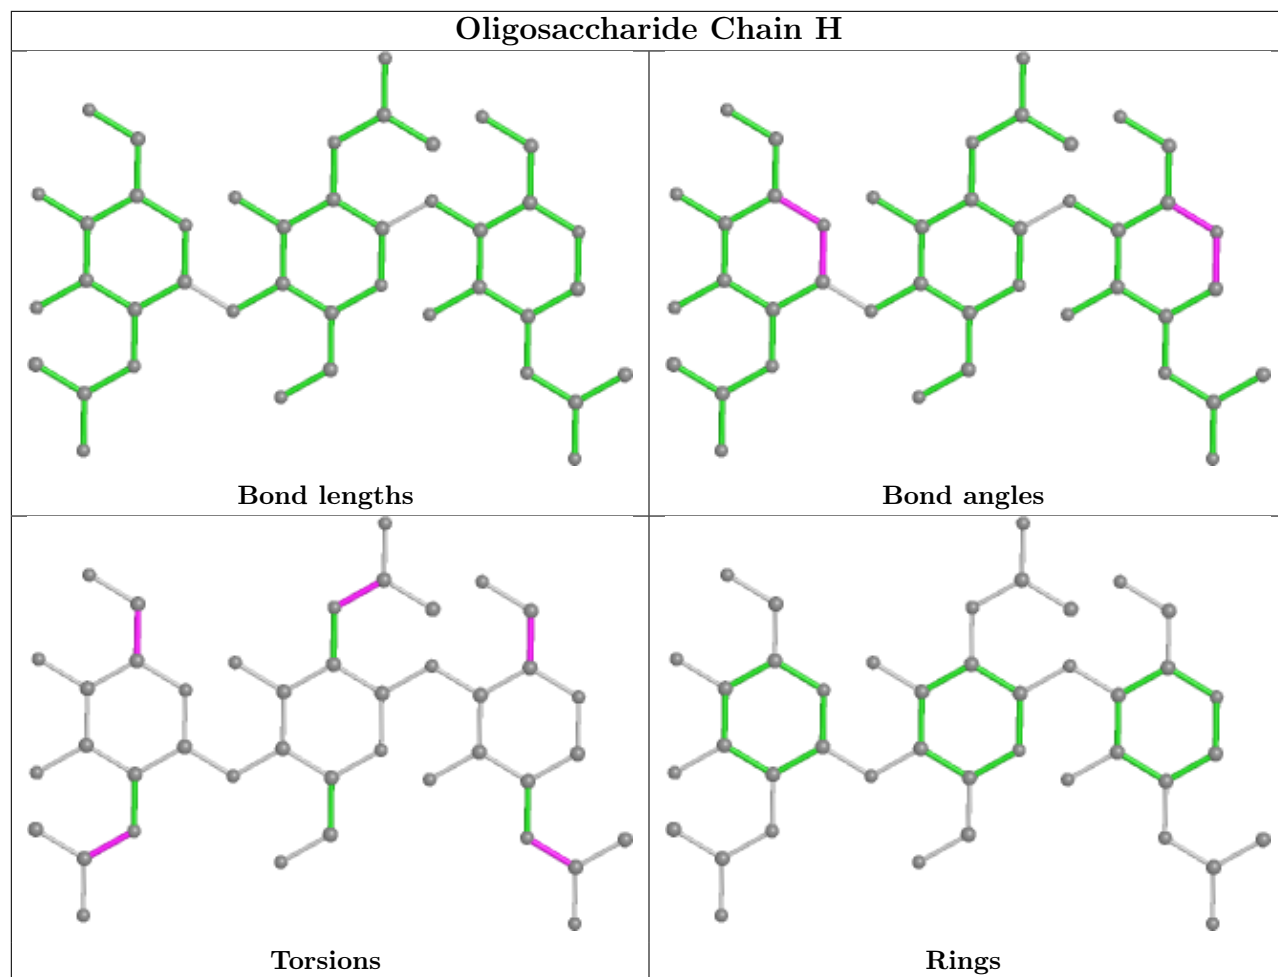 Oligosaccharide Chain H
Bond lengths
Bond angles
Torsions
Rings